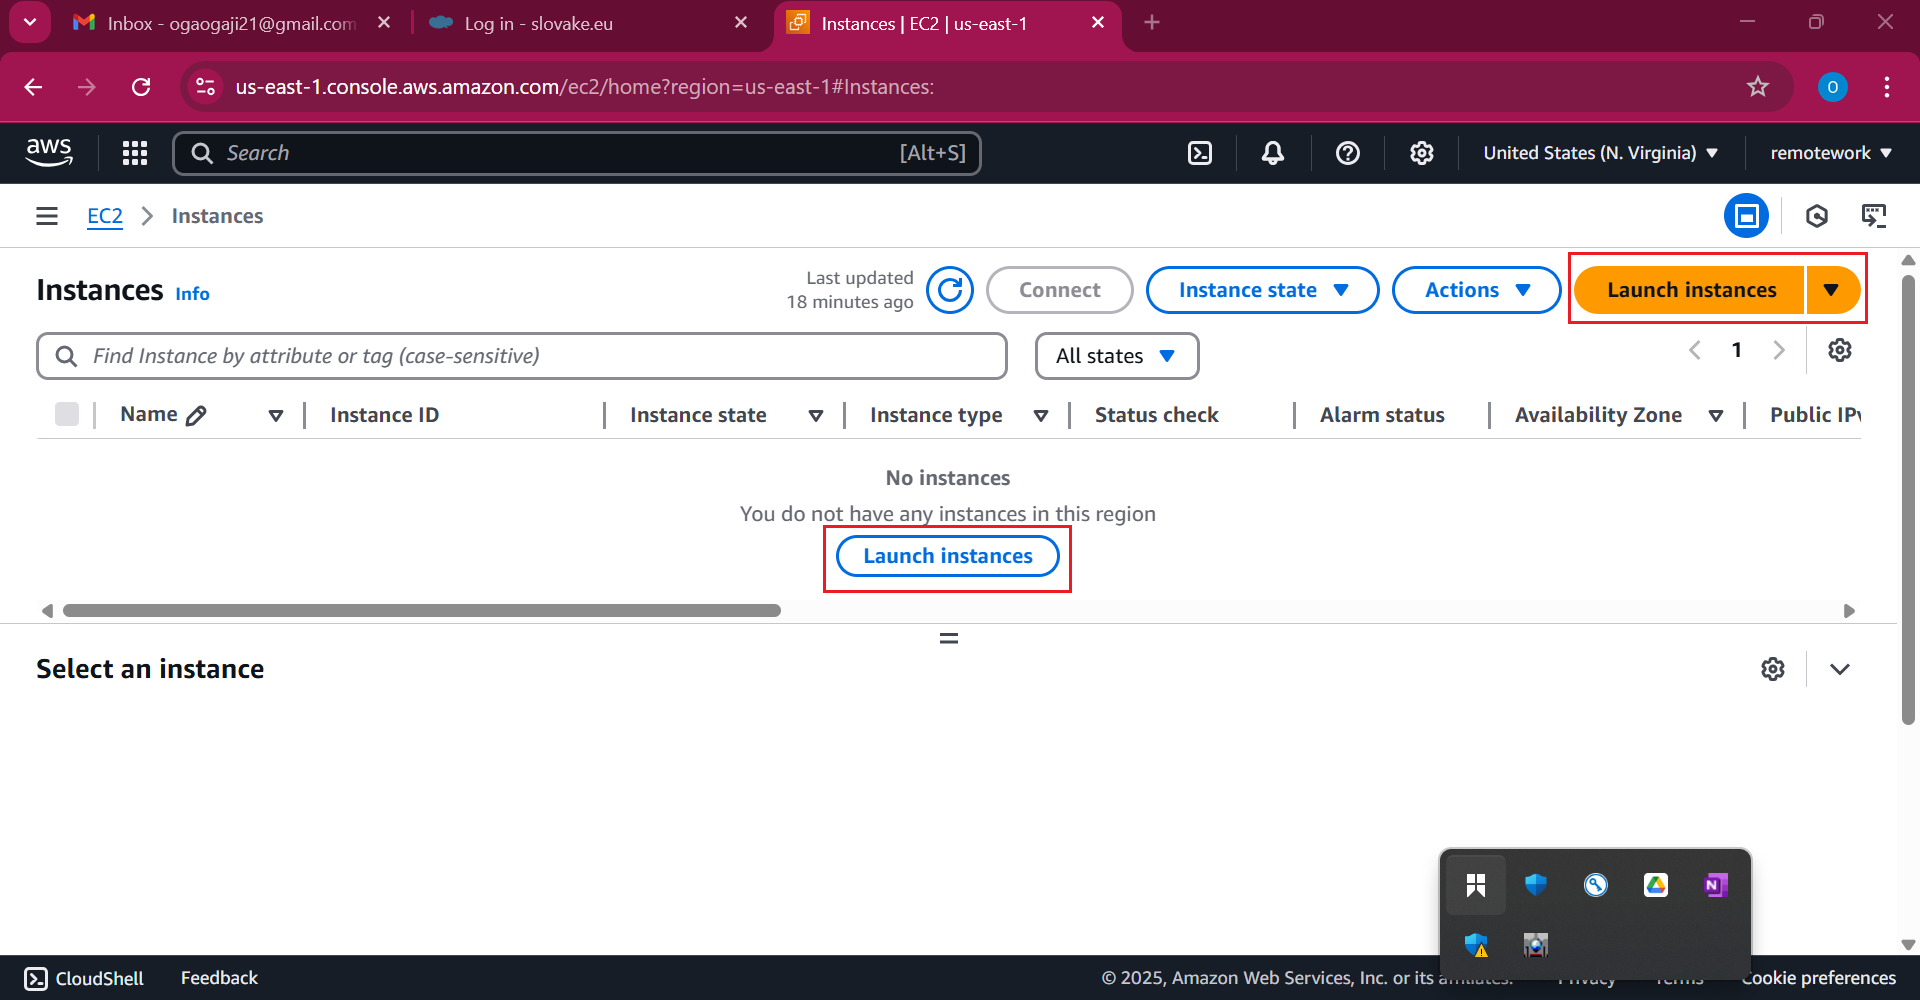 Inbox - ogaogaji21@gmail.com
Log in - slovake.eu
Instances | EC2 | us-east-1
us-east-1.console.aws.amazon.com/ec2/home?region=us-east-1#Instances:
O
aws
Search
[Alt+S]
United States (N. Virginia)
remotework
EC2
Instances
Instances
Info
Last updated
18 minutes ago
Connect
Instance state
Actions
Launch instances
Find Instance by attribute or tag (case-sensitive)
All states
1
Name
Instance ID
Instance state
Instance type
Status check
Alarm status
Availability Zone
Public IPv
No instances
You do not have any instances in this region
Launch instances
Select an instance
N
CloudShell
Feedback
© 2025, Amazon Web Services, Inc. or its affiliates.
Privacy
Terms
Cookie preferences